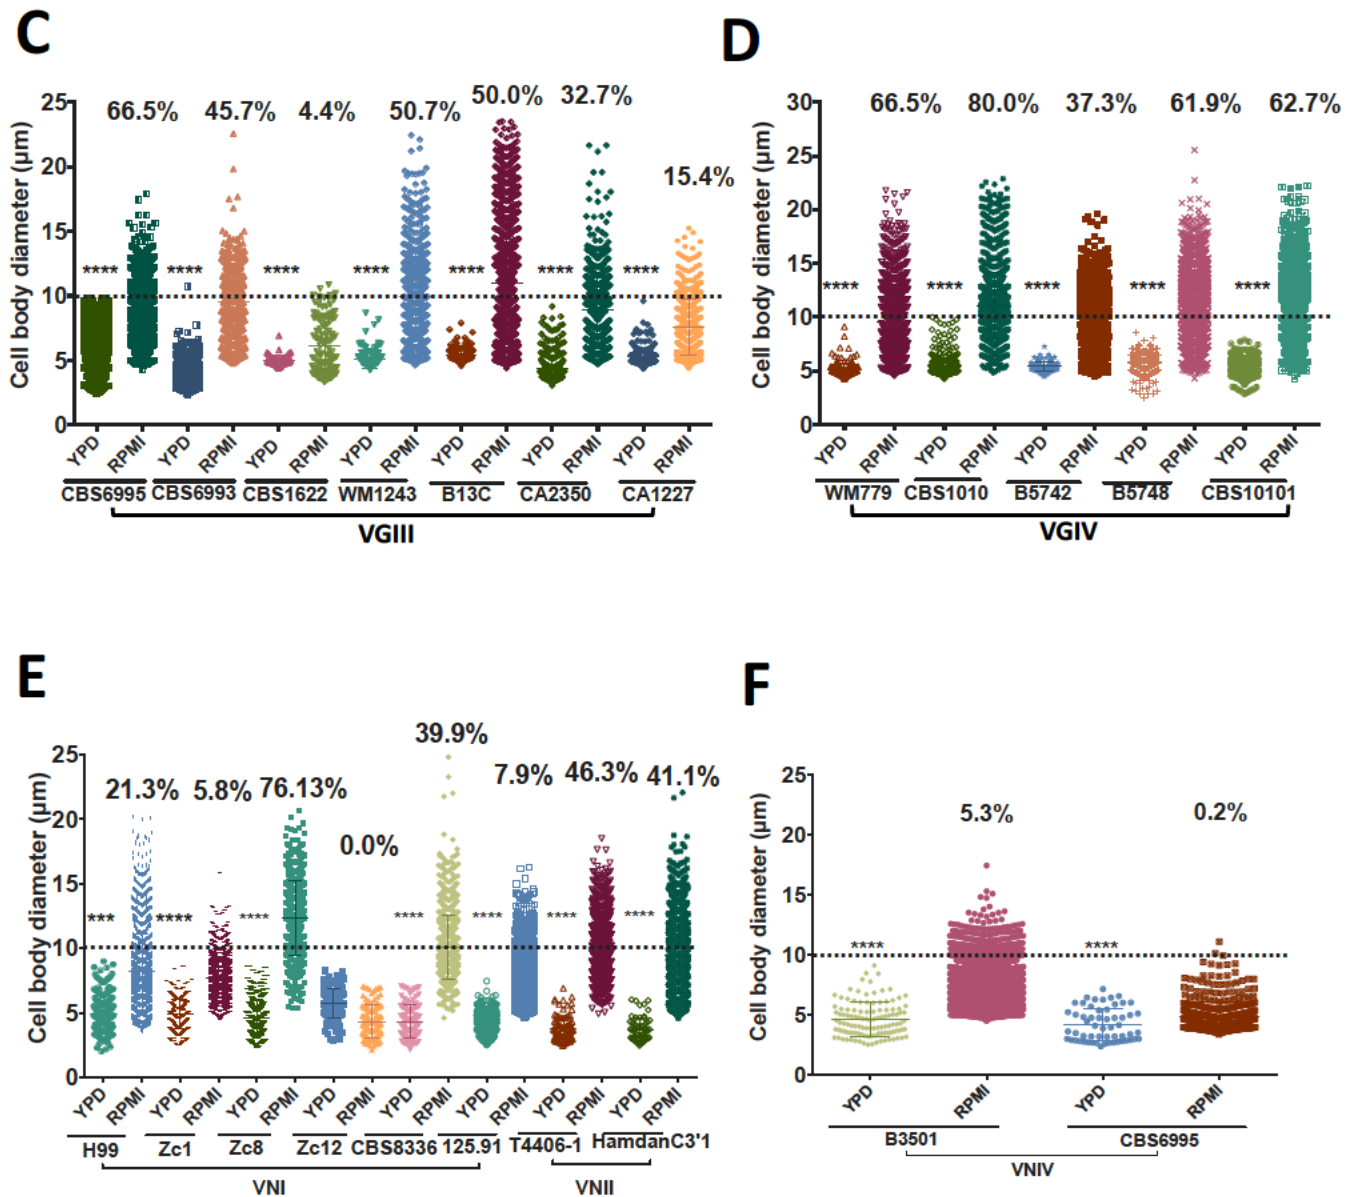 C
66.5% 45.7% 4.4% 50.7% 50.0% 32.7% 15.4%
Cell body diameter (µm)
25
20
15
10
5
0
**** **** **** **** **** **** ****
YPD RPMI YPD RPMI YPD RPMI YPD RPMI YPD RPMI YPD RPMI YPD RPMI
CBS6995 CBS6993 CBS1622 WM1243 B13C CA2350 CA1227
VGIII
D
66.5% 80.0% 37.3% 61.9% 62.7%
Cell body diameter (µm)
30
25
20
15
10
5
0
**** **** **** **** ****
YPD RPMI YPD RPMI YPD RPMI YPD RPMI YPD RPMI
WM779 CBS1010 B5742 B5748 CBS10101
VGIV
E
21.3% 5.8% 76.13% 0.0% 39.9% 7.9% 46.3% 41.1%
Cell body diameter (µm)
25
20
15
10
5
0
*** **** **** **** **** **** ****
YPD RPMI YPD RPMI YPD RPMI YPD RPMI YPD RPMI YPD RPMI YPD RPMI YPD RPMI
H99 Zc1 Zc8 Zc12 CBS8336 125.91 T4406-1 HamdanC3'1
VNI VNII
F
5.3% 0.2%
Cell body diameter (µm)
25
20
15
10
5
0
**** ****
YPD RPMI YPD RPMI
B3501 CBS6995
VNIV